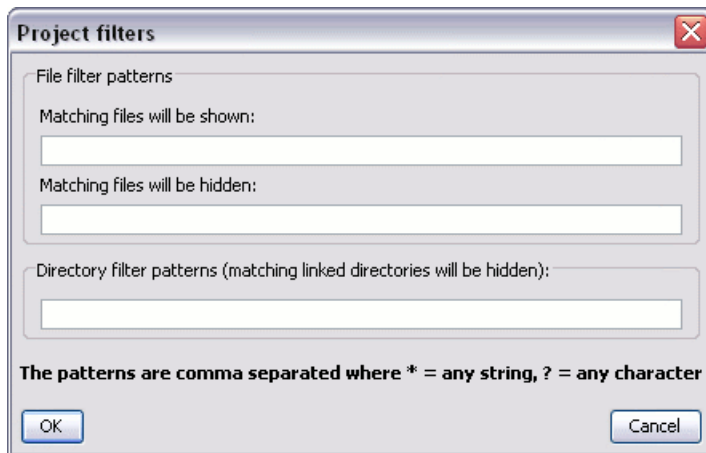 Project filters
File filter patterns
Matching files will be shown:
Matching files will be hidden:
Directory filter patterns (matching linked directories will be hidden):
The patterns are comma separated where * = any string, ? = any character
OK Cancel